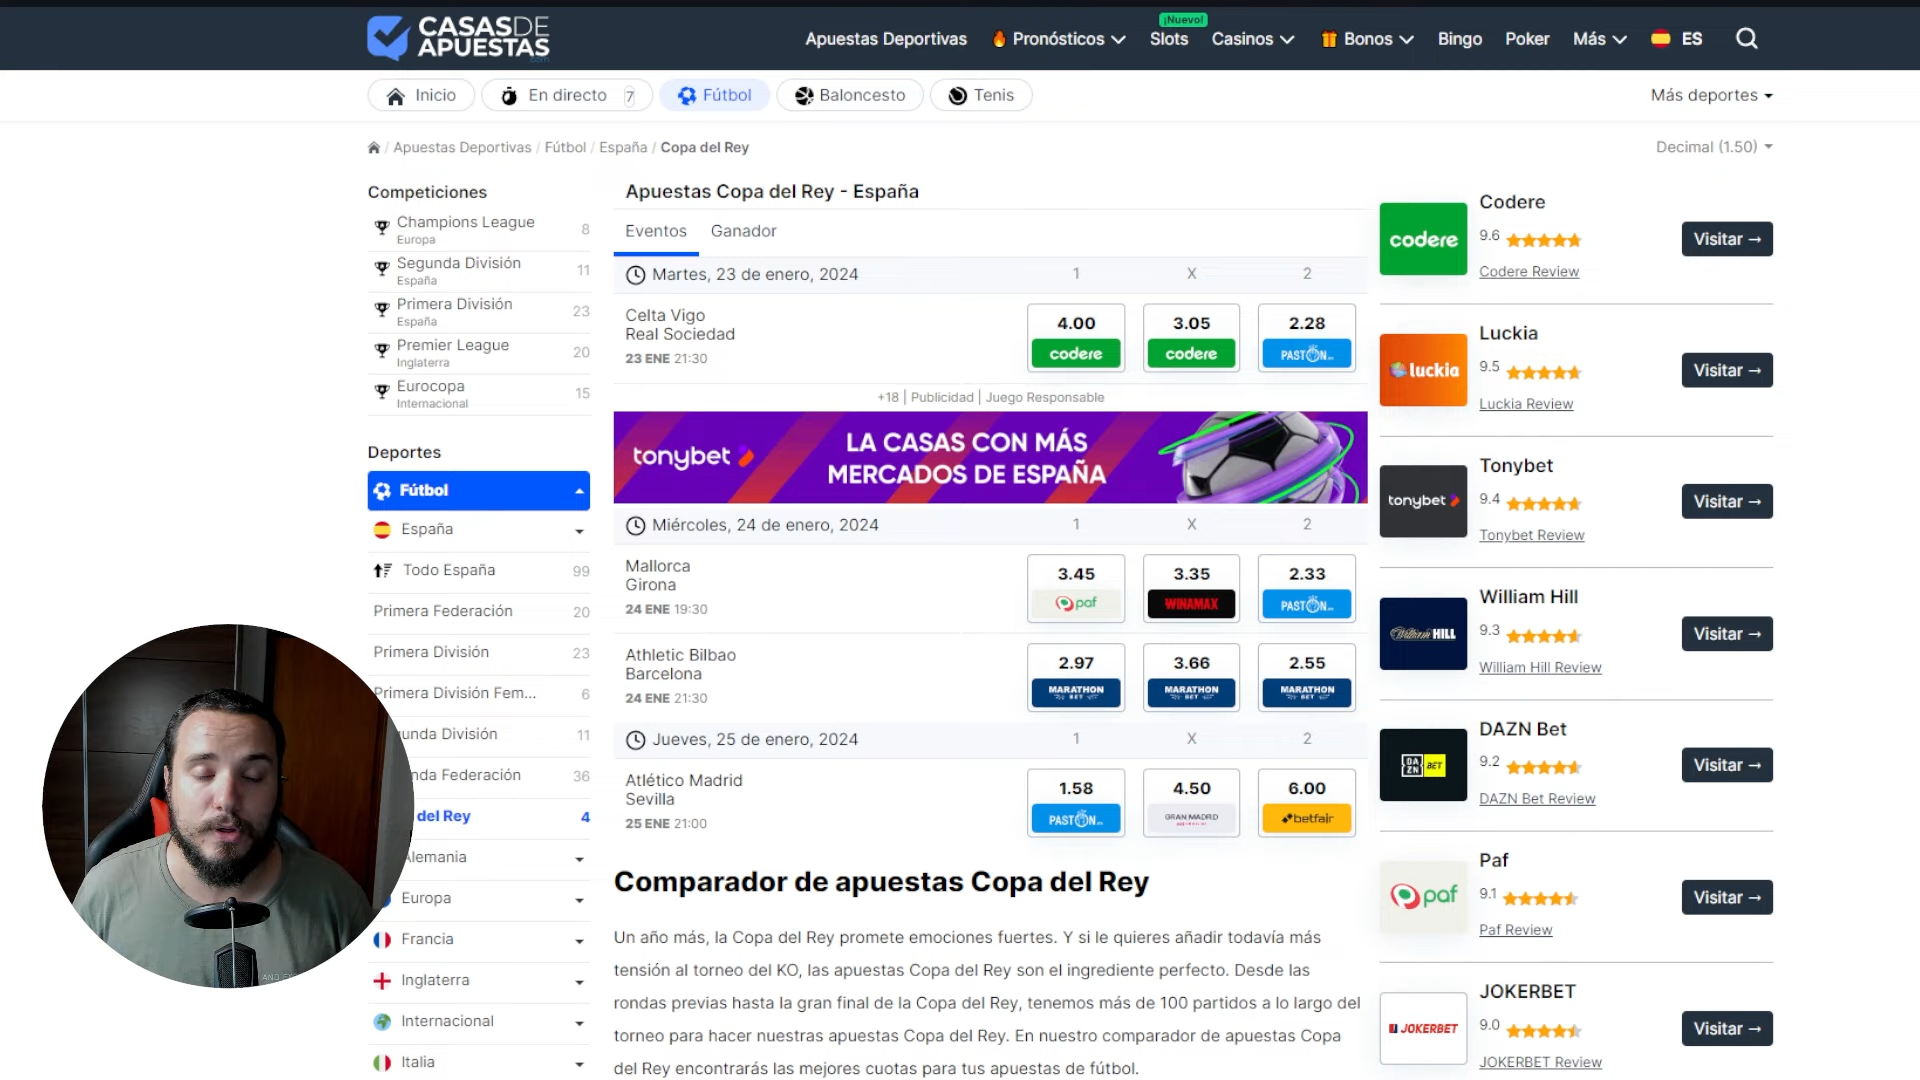 CASASDE
APUESTAS
.com
Apuestas Deportivas
Pronósticos
¡Nuevo!
Slots
Casinos
Bonos
Bingo
Poker
Más
ES
Inicio
En directo 7
Fútbol
Baloncesto
Tenis
Más deportes
/ Apuestas Deportivas / Fútbol / España / Copa del Rey
Decimal (1.50)
Competiciones
Champions League 8
Europa
Segunda División 11
España
Primera División 23
España
Premier League 20
Inglaterra
Eurocopa 15
Internacional
Deportes
Fútbol
España
Todo España 99
Primera Federación 20
Primera División 23
Primera División Fem... 6
unda División 11
nda Federación 36
del Rey 4
Alemania
Europa
Francia
Inglaterra
Internacional
Italia
Apuestas Copa del Rey - España
Eventos Ganador
Martes, 23 de enero, 2024 1 X 2
Celta Vigo
Real Sociedad
23 ENE 21:30
4.00 3.05 2.28
codere codere PASTÓN
+18 | Publicidad | Juego Responsable
tonybet
LA CASAS CON MÁS
MERCADOS DE ESPAÑA
Miércoles, 24 de enero, 2024 1 X 2
Mallorca
Girona
24 ENE 19:30
3.45 3.35 2.33
paf WINAMAX PASTÓN
Athletic Bilbao
Barcelona
24 ENE 21:30
2.97 3.66 2.55
MARATHON BET MARATHON BET MARATHON BET
Jueves, 25 de enero, 2024 1 X 2
Atlético Madrid
Sevilla
25 ENE 21:00
1.58 4.50 6.00
PASTÓN GRAN MADRID betfair
Comparador de apuestas Copa del Rey
Un año más, la Copa del Rey promete emociones fuertes. Y si le quieres añadir todavía más
tensión al torneo del KO, las apuestas Copa del Rey son el ingrediente perfecto. Desde las
rondas previas hasta la gran final de la Copa del Rey, tenemos más de 100 partidos a lo largo del
torneo para hacer nuestras apuestas Copa del Rey. En nuestro comparador de apuestas Copa
del Rey encontrarás las mejores cuotas para tus apuestas de fútbol.
codere
Codere
9.6
Codere Review
Visitar →
luckia
Luckia
9.5
Luckia Review
Visitar →
tonybet
Tonybet
9.4
Tonybet Review
Visitar →
William HILL
William Hill
9.3
William Hill Review
Visitar →
DAZN BET
DAZN Bet
9.2
DAZN Bet Review
Visitar →
paf
Paf
9.1
Paf Review
Visitar →
JOKERBET
JOKERBET
9.0
JOKERBET Review
Visitar →